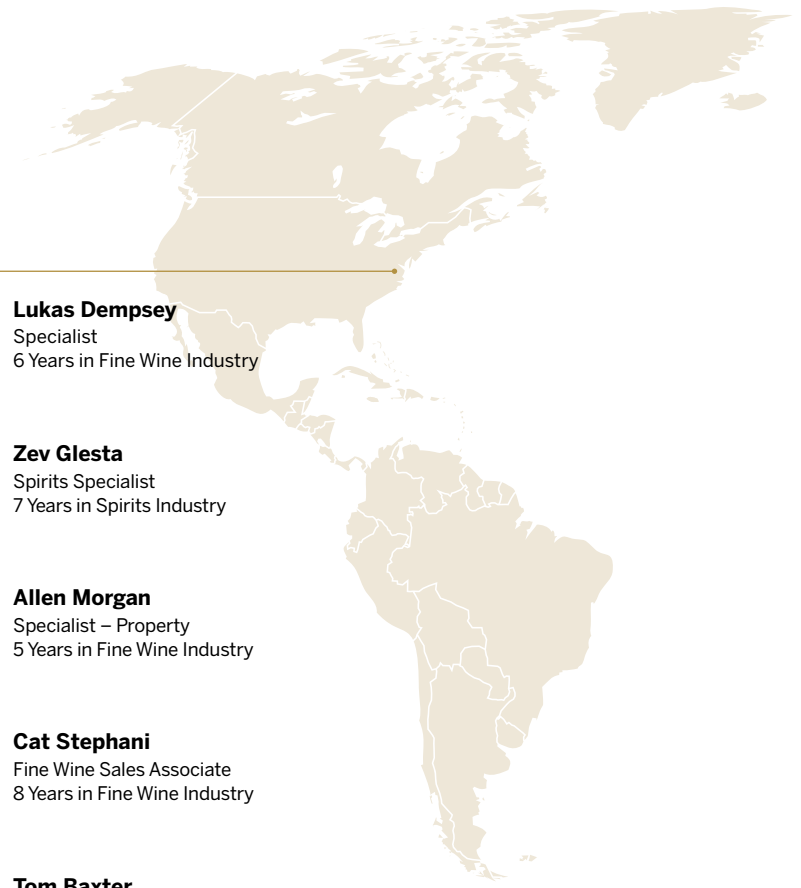 Lukas Dempsey
Specialist
6 Years in Fine Wine Industry
Zev Glesta
Spirits Specialist
7 Years in Spirits Industry
Allen Morgan
Specialist – Property
5 Years in Fine Wine Industry
Cat Stephani
Fine Wine Sales Associate
8 Years in Fine Wine Industry
Tom Baxter